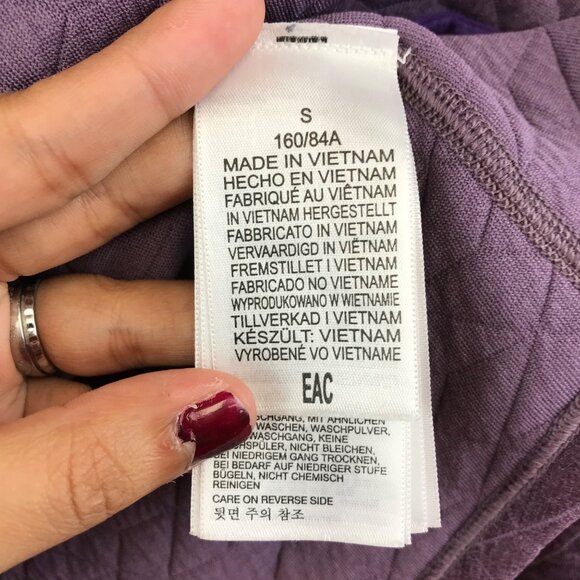 S
160/84A
MADE IN VIETNAM
HECHO EN VIETNAM
FABRIQUÉ AU VIÊTNAM
IN VIETNAM HERGESTELLT
FABBRICATO IN VIETNAM
VERVAARDIGD IN VIËTNAM
FREMSTILLET I VIETNAM
FABRICADO NO VIETNAME
WYPRODUKOWANO W WIETNAMIE
TILLVERKAD I VIETNAM
KÉSZÜLT: VIETNAM
VYROBENÉ VO VIETNAME
EAC
MIT ÄHNLICHEN
WASCHEN, WASCHPULVER,
KEINE
NICHT BLEICHEN,
BEI NIEDRIGEM GANG TROCKNEN,
BEI BEDARF AUF NIEDRIGER STUFE
BÜGELN, NICHT CHEMISCH
REINIGEN
CARE ON REVERSE SIDE
뒷면 주의 참조